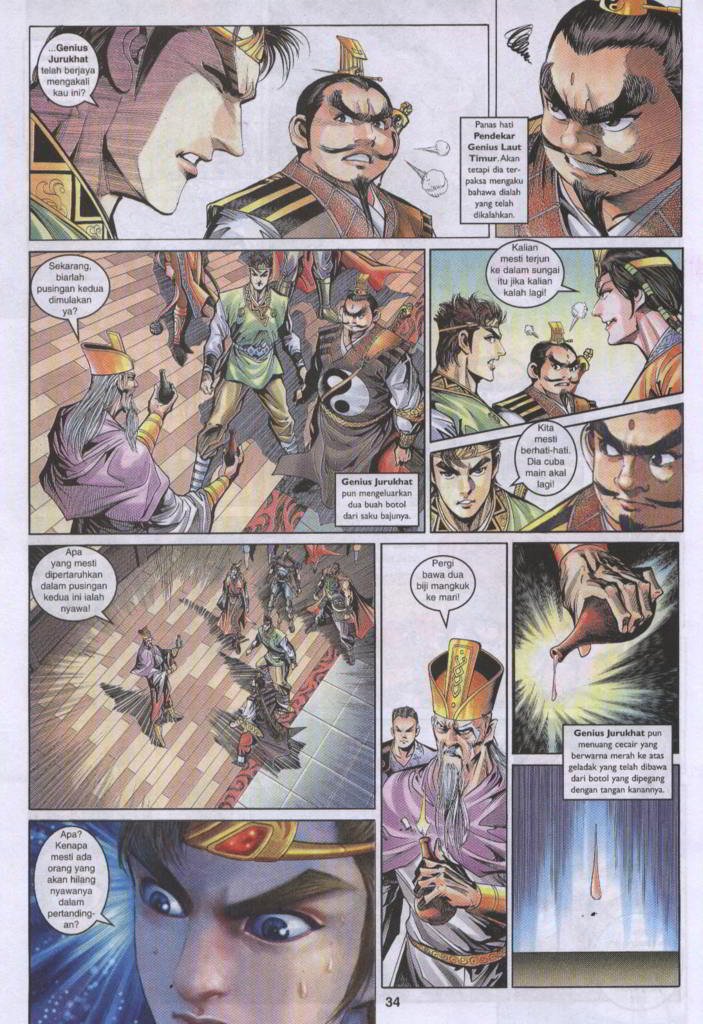 ...Genius
Jurukhat
telah berjaya
mengakali
kau ini?
Panas hati
Pendekar
Genius Laut
Timur. Akan
tetapi dia ter-
paksa mengaku
bahawa dialah
yang telah
dikalahkan.
Sekarang,
biarlah
pusingan kedua
dimulakan
ya?
Genius Jurukhat
pun mengeluarkan
dua buah botol
dari saku bajunya.
Kalian
mesti terjun
ke dalam sungai
itu jika kalian
kalah lagi!
Kita
mesti
berhati-hati.
Dia cuba
main akal
lagi!
Apa
yang mesti
dipertaruhkan
dalam pusingan
kedua ini ialah
nyawa!
Pergi
bawa dua
biji mangkuk
ke mari!
Genius Jurukhat pun
menuang cecair yang
berwarna merah ke atas
geladak yang telah dibawa
dari botol yang dipegang
dengan tangan kanannya.
Apa?
Kenapa
mesti ada
orang yang
akan hilang
nyawanya
dalam
pertanding-
an?
34